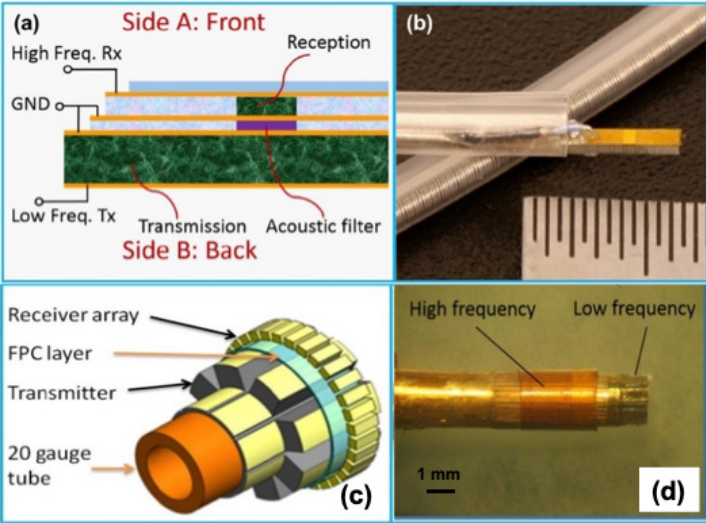 (a)
Side A: Front
Reception
High Freq. Rx
GND
Low Freq. Tx
Transmission
Acoustic filter
Side B: Back
(b)
Receiver array
FPC layer
Transmitter
20 gauge
tube
(c)
High frequency
Low frequency
1 mm
(d)